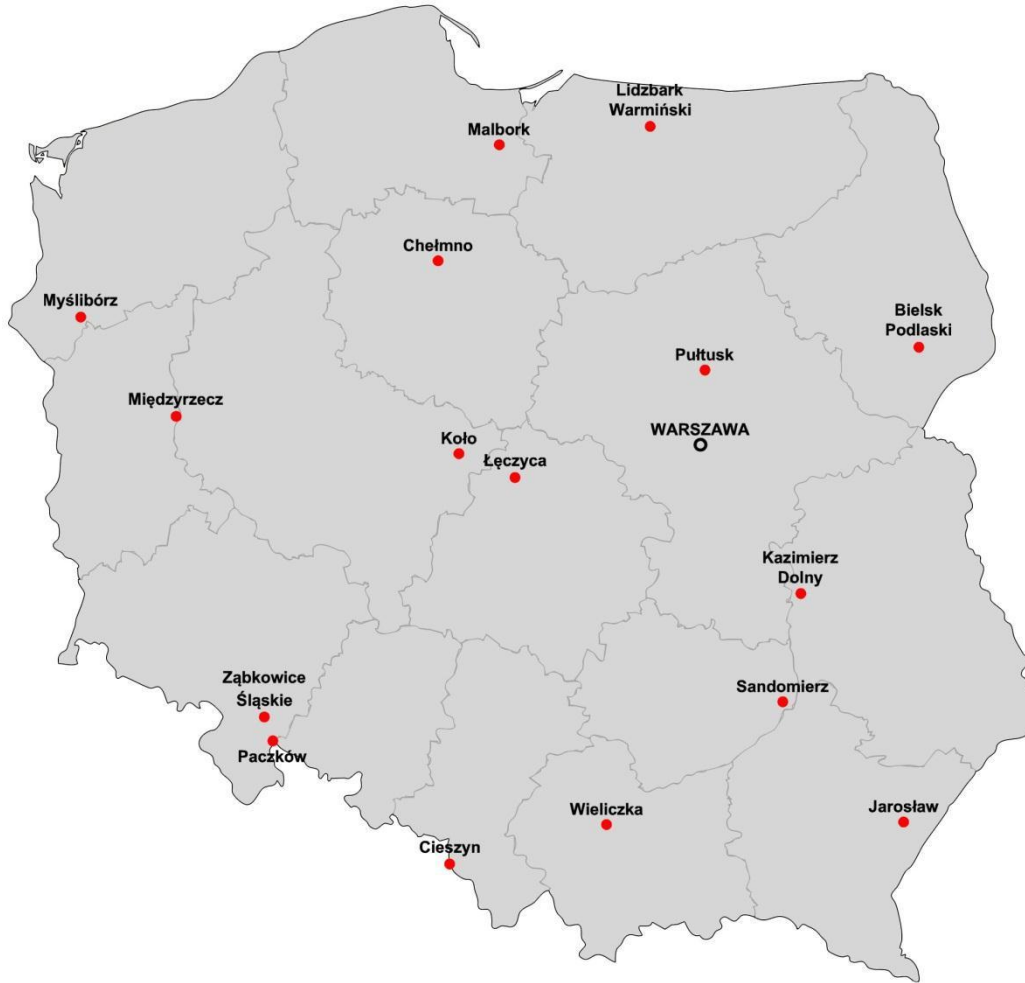 Lidzbark
Warmiński
Malbork
Chełmno
Myślibórz
Bielsk
Podlaski
Pułtusk
Międzyrzecz
WARSZAWA
Koło
Łęczyca
Kazimierz
Dolny
Ząbkowice
Śląskie
Sandomierz
Paczków
Wieliczka
Jarosław
Cieszyn